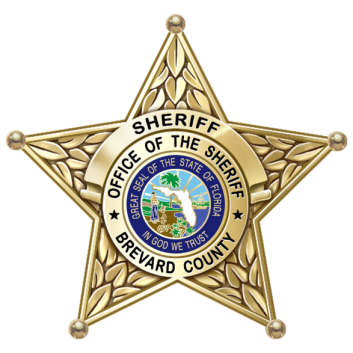 SHERIFF
OFFICE OF THE SHERIFF
GREAT SEAL OF THE STATE OF FLORIDA
IN GOD WE TRUST
BREVARD COUNTY